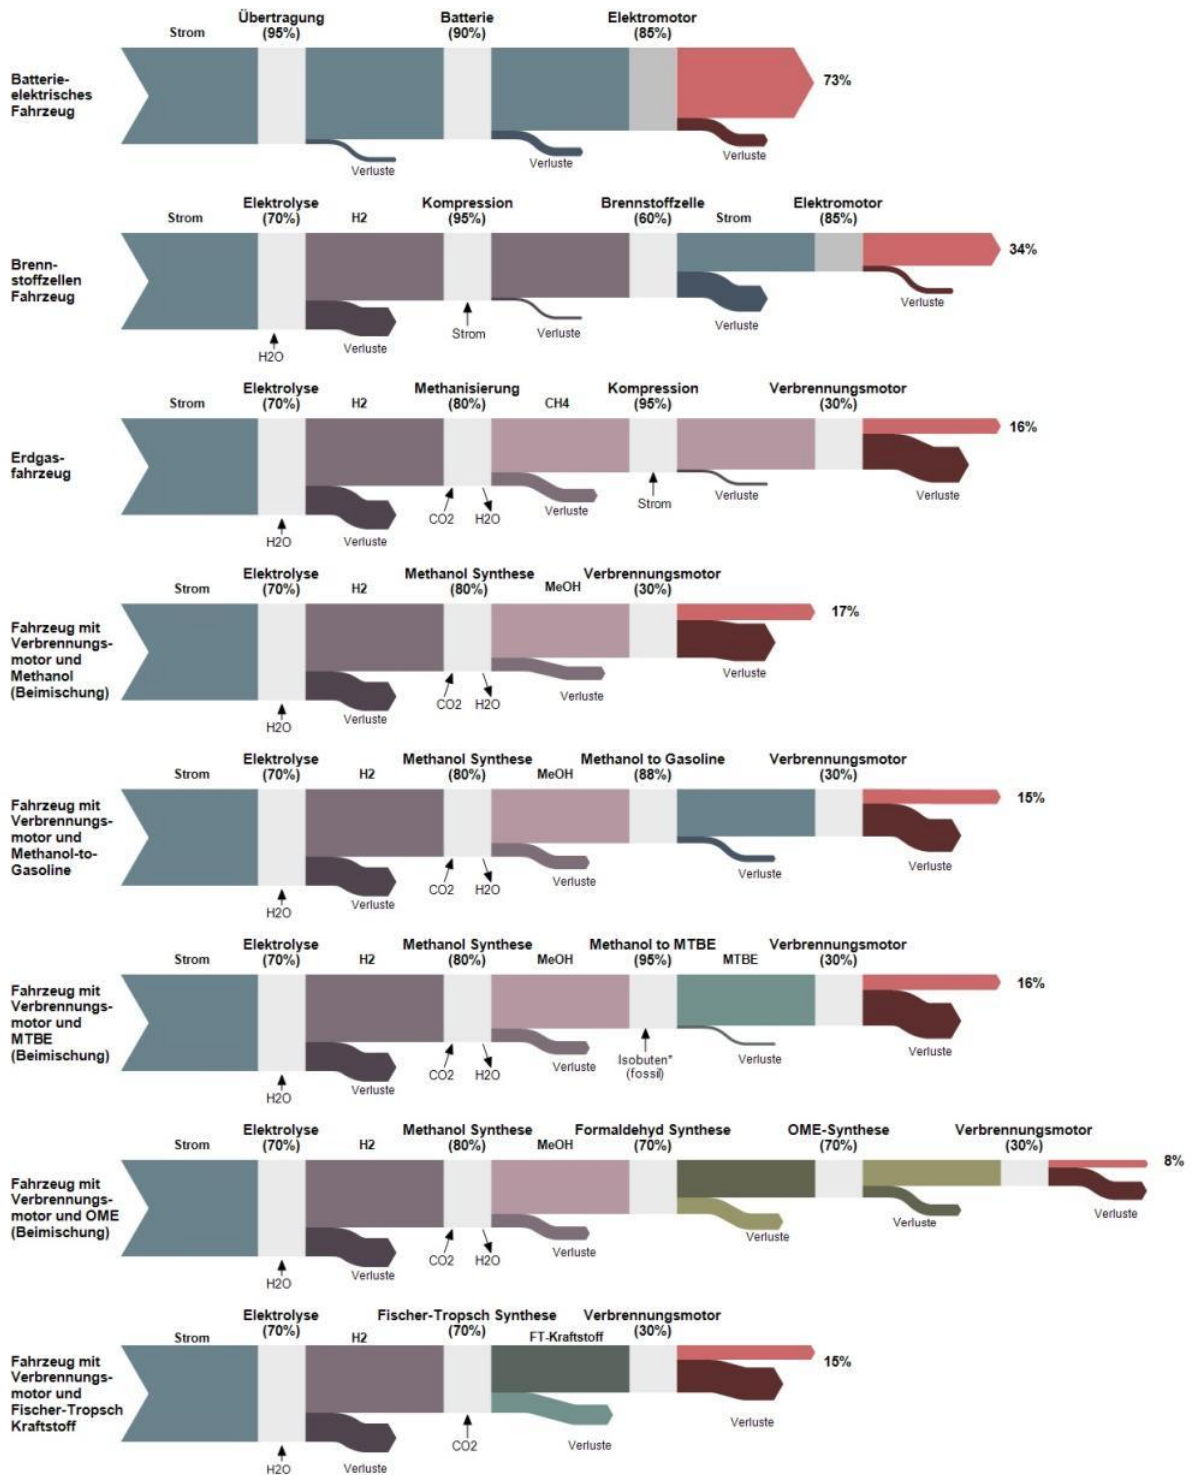 Übertragung Batterie Elektromotor
Strom (95%) (90%) (85%)
Batterie-
elektrisches
Fahrzeug
73%
Verluste Verluste Verluste
Elektrolyse Kompression Brennstoffzelle Elektromotor
Strom (70%) H2 (95%) (60%) Strom (85%)
Brenn-
stoffzellen
Fahrzeug
34%
H2O Verluste Strom Verluste Verluste Verluste
Elektrolyse Methanisierung Kompression Verbrennungsmotor
Strom (70%) H2 (80%) CH4 (95%) (30%)
16%
Erdgas-
fahrzeug
H2O Verluste CO2 H2O Verluste Strom Verluste Verluste
Elektrolyse Methanol Synthese Verbrennungsmotor
Strom (70%) H2 (80%) MeOH (30%)
17%
Fahrzeug mit
Verbrennungs-
motor und
Methanol
(Beimischung)
H2O Verluste CO2 H2O Verluste Verluste
Elektrolyse Methanol Synthese Methanol to Gasoline Verbrennungsmotor
Strom (70%) H2 (80%) MeOH (88%) (30%)
15%
Fahrzeug mit
Verbrennungs-
motor und
Methanol-to-
Gasoline
H2O Verluste CO2 H2O Verluste Verluste Verluste
Elektrolyse Methanol Synthese Methanol to MTBE Verbrennungsmotor
Strom (70%) H2 (80%) MeOH (95%) MTBE (30%)
16%
Fahrzeug mit
Verbrennungs-
motor und
MTBE
(Beimischung)
H2O Verluste CO2 H2O Verluste Isobuten* Verluste Verluste
(fossil)
Elektrolyse Methanol Synthese Formaldehyd Synthese OME-Synthese Verbrennungsmotor
Strom (70%) H2 (80%) MeOH (70%) (70%) (30%)
8%
Fahrzeug mit
Verbrennungs-
motor und OME
(Beimischung)
H2O Verluste CO2 H2O Verluste Verluste Verluste Verluste
Elektrolyse Fischer-Tropsch Synthese Verbrennungsmotor
Strom (70%) H2 (70%) FT-Kraftstoff (30%)
15%
Fahrzeug mit
Verbrennungs-
motor und
Fischer-Tropsch
Kraftstoff
H2O Verluste CO2 Verluste Verluste